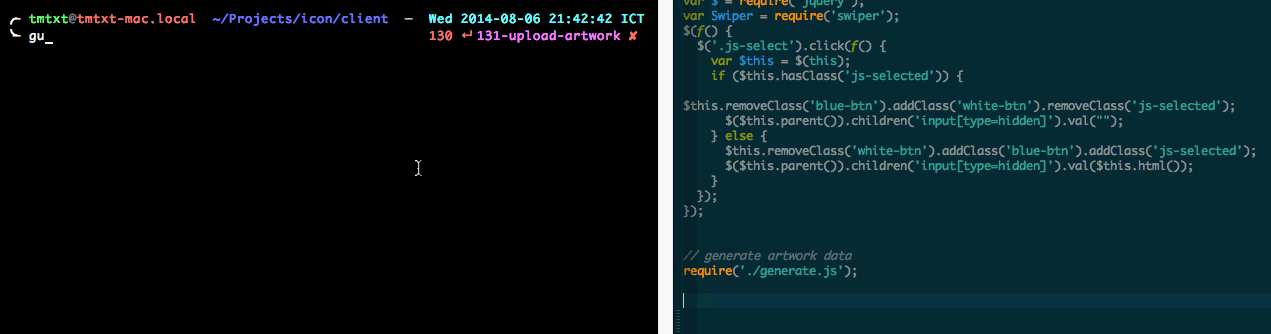 tmtxt@tmtxt-mac.local ~/Projects/icon/client — Wed 2014-08-06 21:42:42 ICT
gu_ 130 ↵ 131-upload-artwork ✘
var $ = require('jquery');
var Swiper = require('swiper');
$(ƒ() {
$('.js-select').click(ƒ() {
var $this = $(this);
if ($this.hasClass('js-selected')) {
$this.removeClass('blue-btn').addClass('white-btn').removeClass('js-selected');
$($this.parent()).children('input[type=hidden]').val("");
} else {
$this.removeClass('white-btn').addClass('blue-btn').addClass('js-selected');
$($this.parent()).children('input[type=hidden]').val($this.html());
}
});
});
// generate artwork data
require('./generate.js');